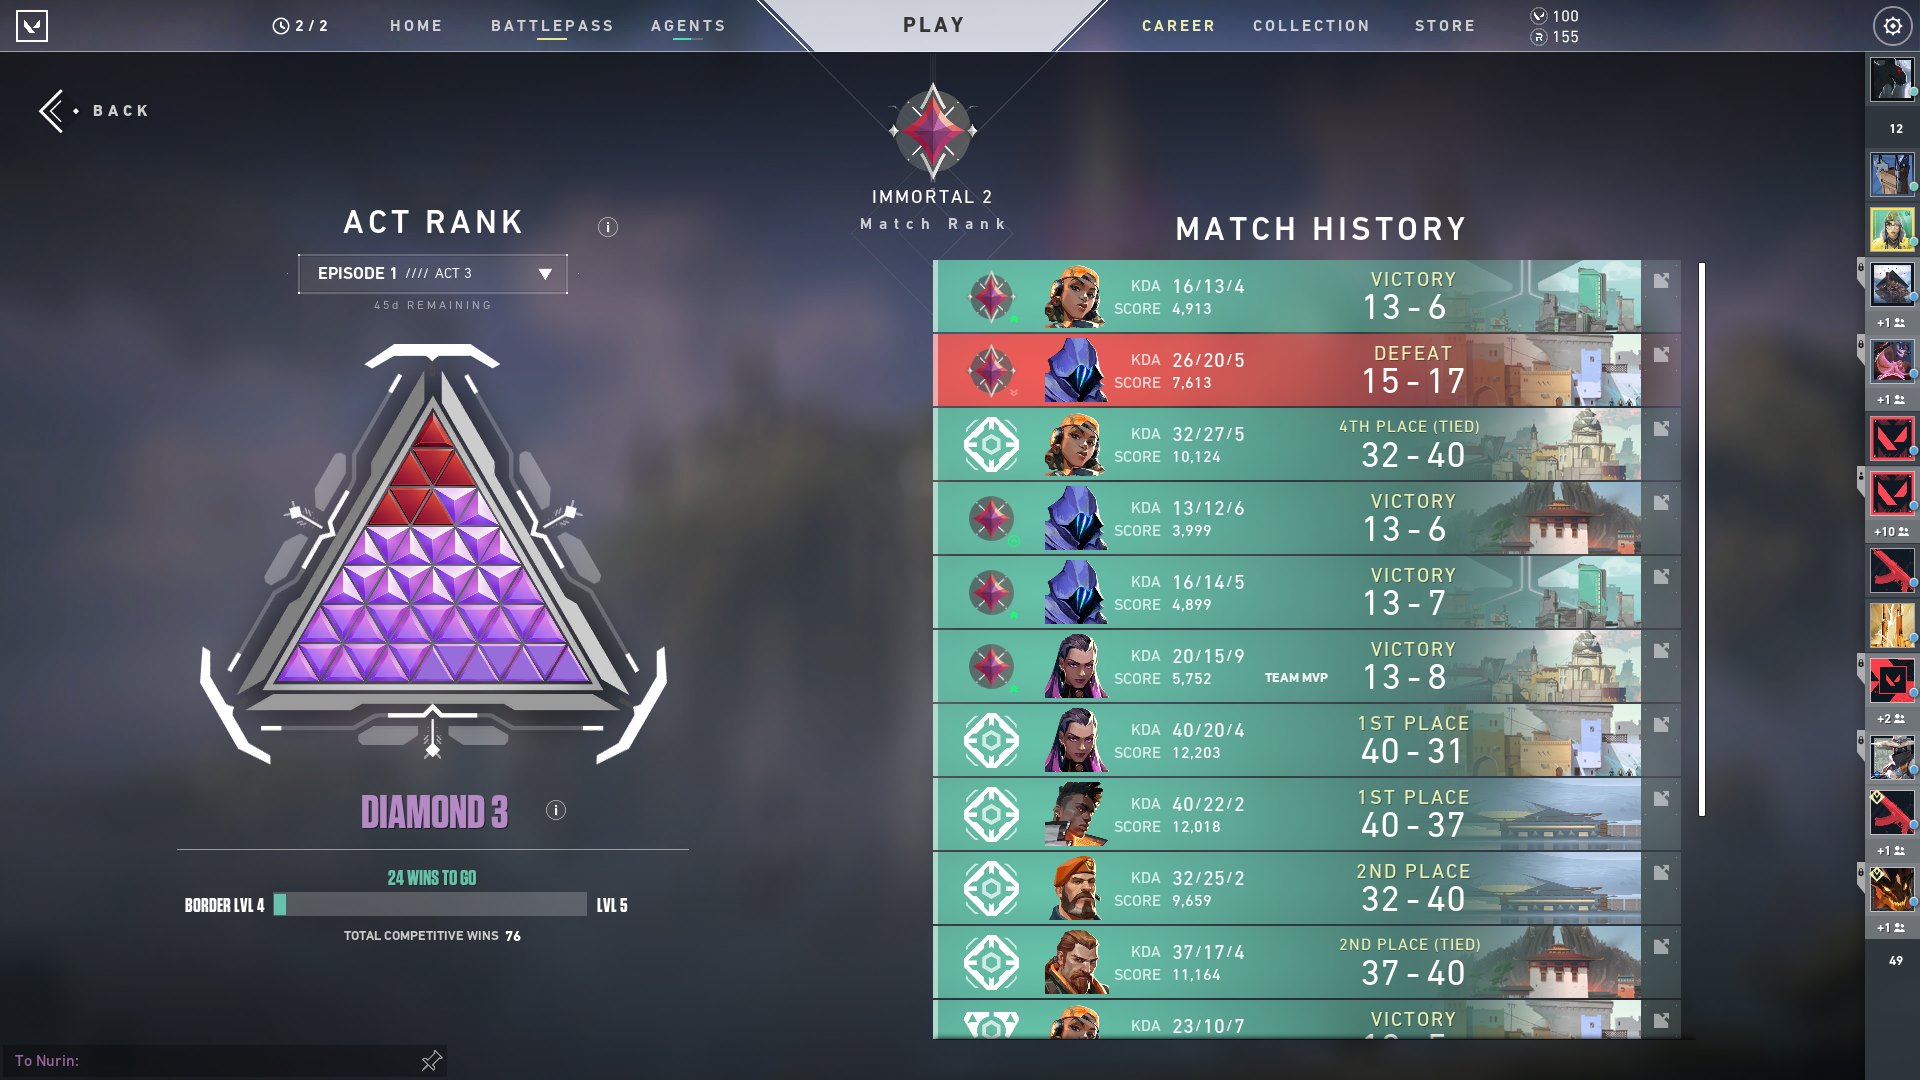 2 / 2
HOME
BATTLEPASS
AGENTS
PLAY
CAREER
COLLECTION
STORE
100
155
BACK
IMMORTAL 2
Match Rank
ACT RANK
EPISODE 1 //// ACT 3
45d REMAINING
DIAMOND 3
24 WINS TO GO
BORDER LVL 4
LVL 5
TOTAL COMPETITIVE WINS 76
MATCH HISTORY
KDA 16/13/4
SCORE 4,913
VICTORY
13 - 6
KDA 26/20/5
SCORE 7,613
DEFEAT
15 - 17
KDA 32/27/5
SCORE 10,124
4TH PLACE (TIED)
32 - 40
KDA 13/12/6
SCORE 3,999
VICTORY
13 - 6
KDA 16/14/5
SCORE 4,899
VICTORY
13 - 7
KDA 20/15/9
SCORE 5,752
TEAM MVP
VICTORY
13 - 8
KDA 40/20/4
SCORE 12,203
1ST PLACE
40 - 31
KDA 40/22/2
SCORE 12,018
1ST PLACE
40 - 37
KDA 32/25/2
SCORE 9,659
2ND PLACE
32 - 40
KDA 37/17/4
SCORE 11,164
2ND PLACE (TIED)
37 - 40
KDA 23/10/7
VICTORY
12
+1
+1
+10
+2
+1
+1
49
To Nurin: